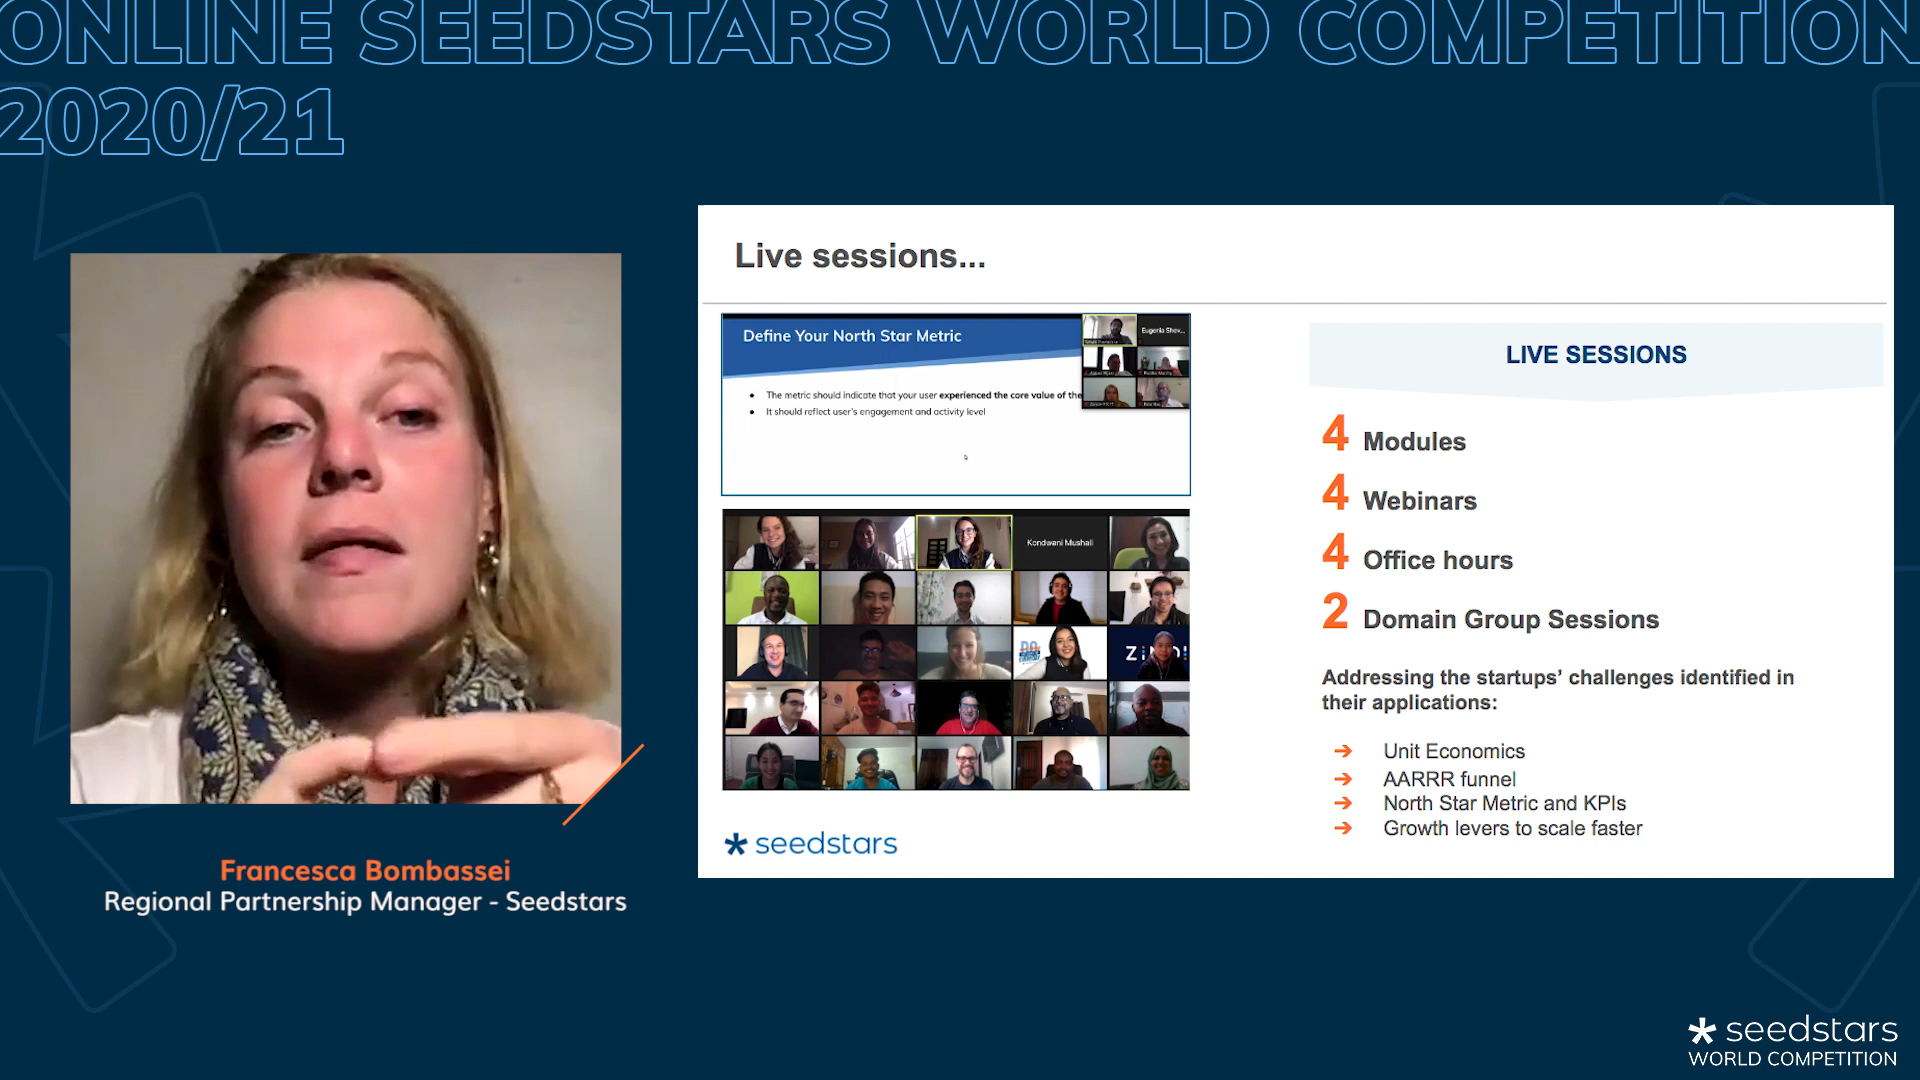 ONLINE SEEDSTARS WORLD COMPETITION
2020/21
Francesca Bombassei
Regional Partnership Manager - Seedstars
Live sessions...
Define Your North Star Metric
Eugenia Shev...
The metric should indicate that your user experienced the core value of the
It should reflect user's engagement and activity level
Kondwani Mushali
seedstars
LIVE SESSIONS
4 Modules
4 Webinars
4 Office hours
2 Domain Group Sessions
Addressing the startups’ challenges identified in
their applications:
➔ Unit Economics
➔ AARRR funnel
➔ North Star Metric and KPIs
➔ Growth levers to scale faster
seedstars
WORLD COMPETITION